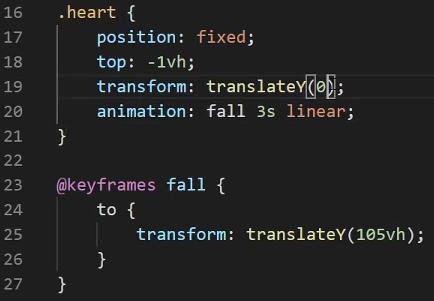 16 .heart {
17     position: fixed;
18     top: -1vh;
19     transform: translateY(0);
20     animation: fall 3s linear;
21 }
22
23 @keyframes fall {
24     to {
25         transform: translateY(105vh);
26     }
27 }